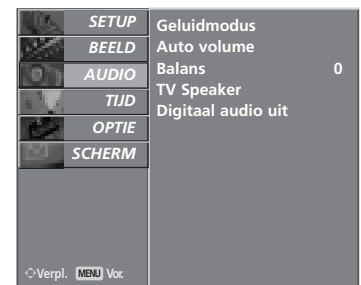 SETUP
BEELD
AUDIO
TIJD
OPTIE
SCHERM
Geluidmodus
Auto volume
Balans 0
TV Speaker
Digitaal audio uit
Verpl. MENU Vor.